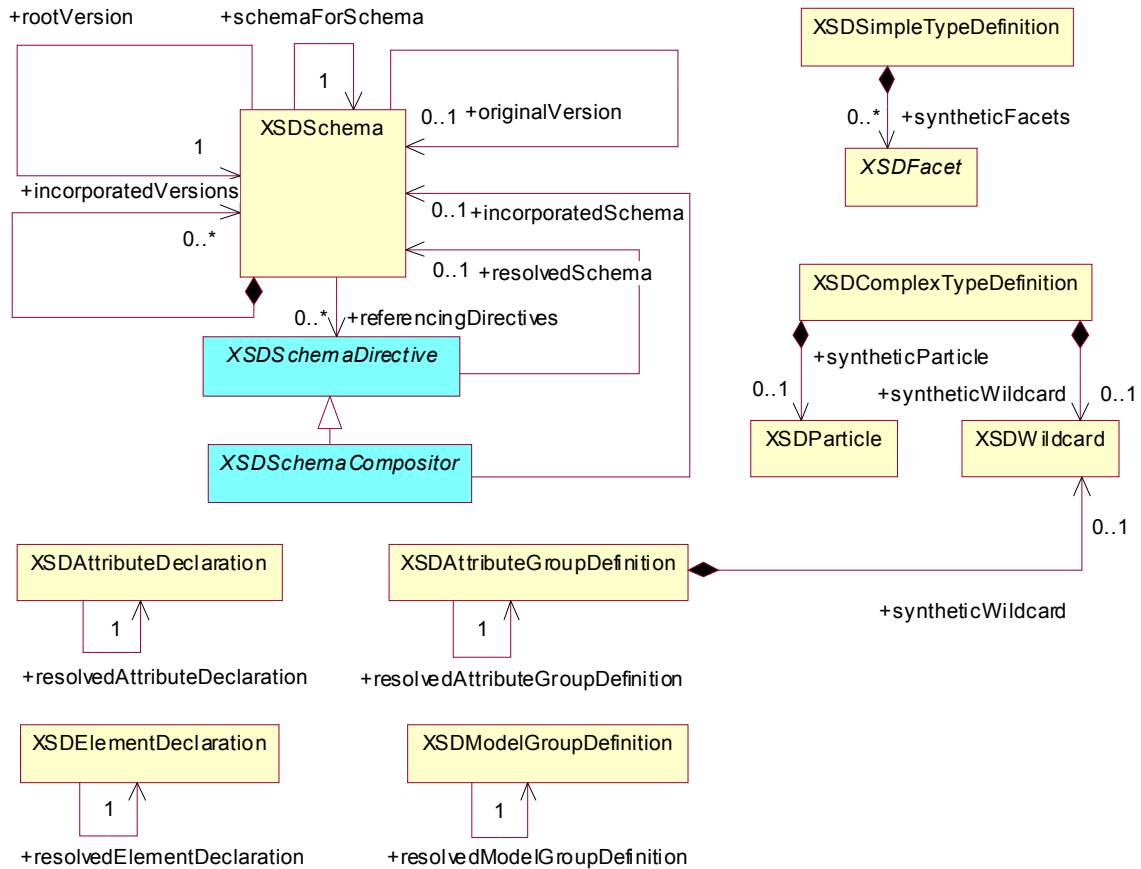 +rootVersion
+schemaForSchema
1
XSDSchema
0..1
+originalVersion
1
+incorporatedVersions
0..*
0..1
+incorporatedSchema
0..1
+resolvedSchema
0..*
+referencingDirectives
XSDSchemaDirective
XSDSchemaCompositor
XSDSimpleTypeDefinition
0..*
+syntheticFacets
XSDFacet
XSDComplexTypeDefinition
+syntheticParticle
0..1
+syntheticWildcard
0..1
XSDParticle
XSDWildcard
0..1
+syntheticWildcard
XSDAttributeDeclaration
1
+resolvedAttributeDeclaration
XSDAttributeGroupDefinition
1
+resolvedAttributeGroupDefinition
XSDElementDeclaration
1
+resolvedElementDeclaration
XSDModelGroupDefinition
1
+resolvedModelGroupDefinition